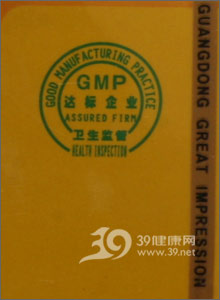 GOOD MANUFACTURING PRACTICE
GMP
达标企业
ASSURED FIRM
卫生监督
HEALTH INSPECTION
GUANGDONG GREAT IMPRESSION
39健康网
www.39.net